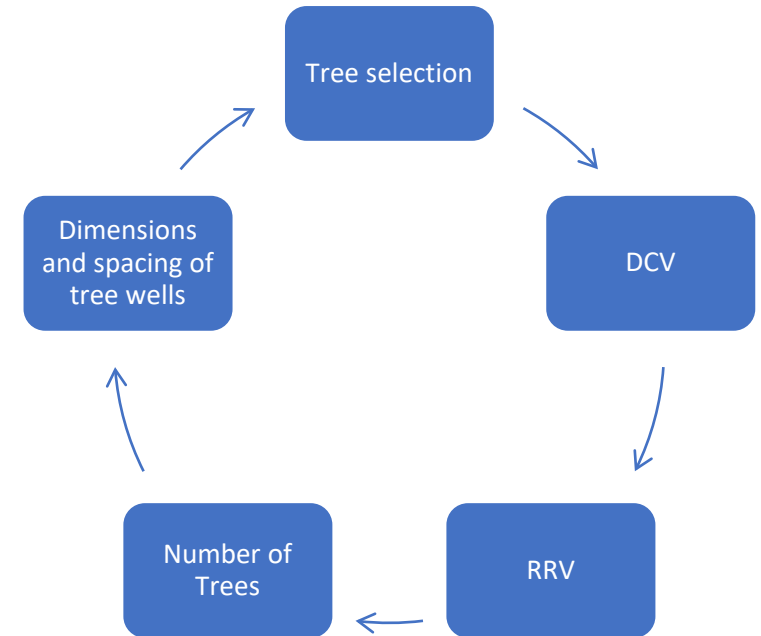 Tree selection
DCV
RRV
Number of
Trees
Dimensions
and spacing of
tree wells